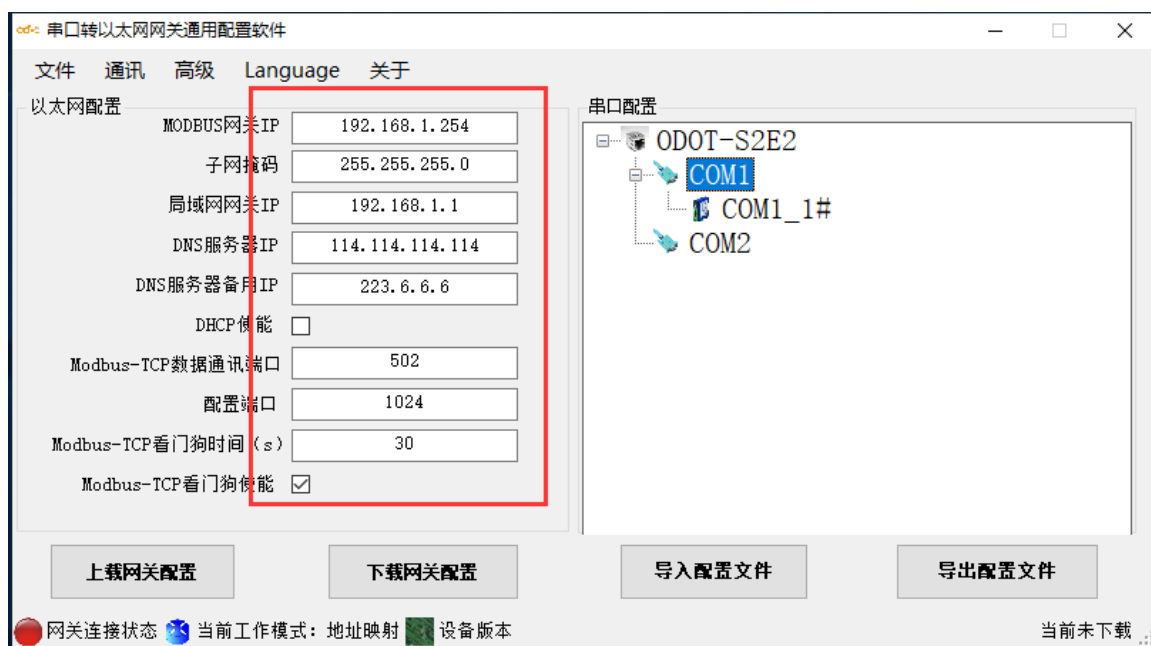 odot 串口转以太网网关通用配置软件
文件 通讯 高级 Language 关于
以太网配置
MODBUS网关IP 192.168.1.254
子网掩码 255.255.255.0
局域网网关IP 192.168.1.1
DNS服务器IP 114.114.114.114
DNS服务器备用IP 223.6.6.6
DHCP使能
Modbus-TCP数据通讯端口 502
配置端口 1024
Modbus-TCP看门狗时间(s) 30
Modbus-TCP看门狗使能
串口配置
ODOT-S2E2
COM1
COM1_1#
COM2
上载网关配置 下载网关配置 导入配置文件 导出配置文件
网关连接状态 当前工作模式: 地址映射 设备版本 当前未下载